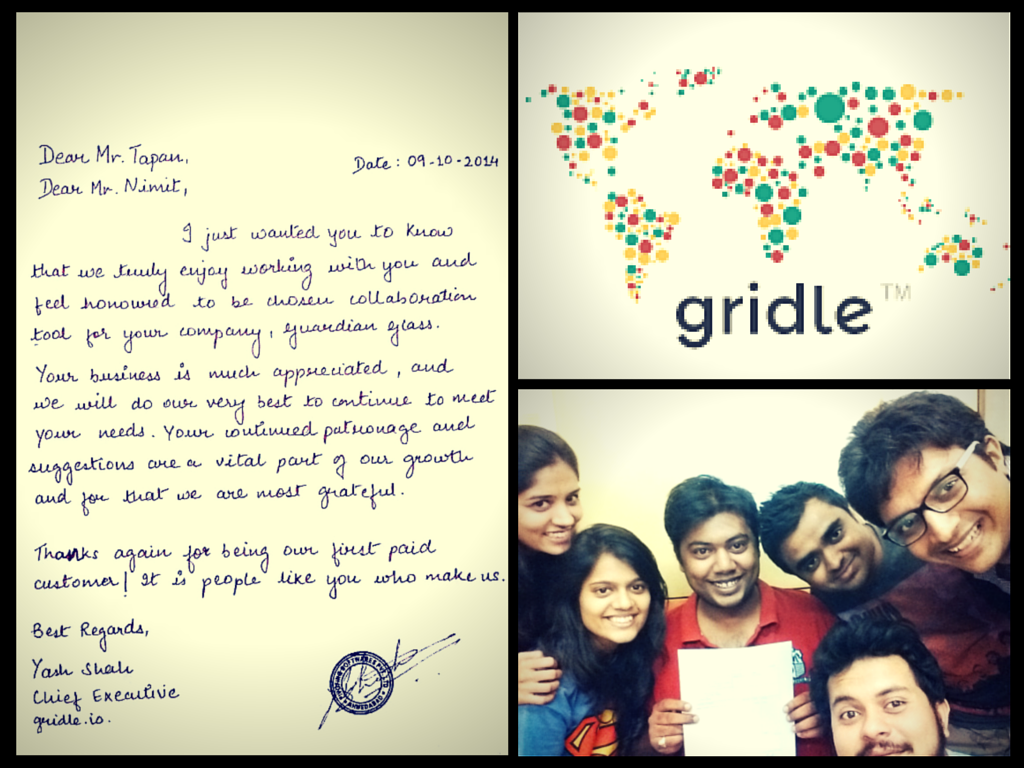 Dear Mr. Tapan,
Date : 09-10-2014
Dear Mr. Nimit,
I just wanted you to know
that we truly enjoy working with you and
feel honoured to be chosen collaboration
tool for your company, guardian glass.
Your business is much appreciated, and
we will do our very best to continue to meet
your needs. Your continued patronage and
suggestions are a vital part of our growth
and for that we are most grateful.
Thanks again for being our first paid
customer! It is people like you who make us.
Best Regards,
Yash Shah
Chief Executive
gridle.io.
AHMEDABAD
gridle TM